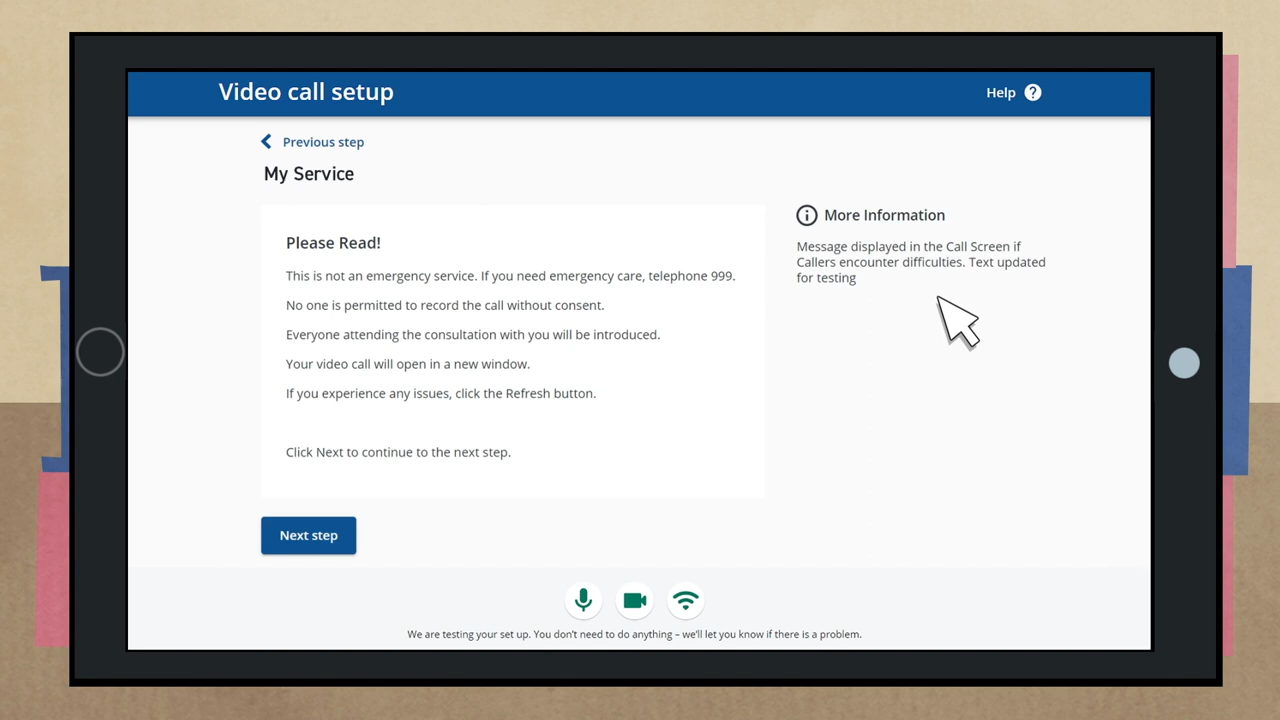 Video call setup
Help ?
Previous step
My Service
Please Read!
This is not an emergency service. If you need emergency care, telephone 999.
No one is permitted to record the call without consent.
Everyone attending the consultation with you will be introduced.
Your video call will open in a new window.
If you experience any issues, click the Refresh button.
Click Next to continue to the next step.
More Information
Message displayed in the Call Screen if
Callers encounter difficulties. Text updated
for testing
Next step
We are testing your set up. You don’t need to do anything – we’ll let you know if there is a problem.